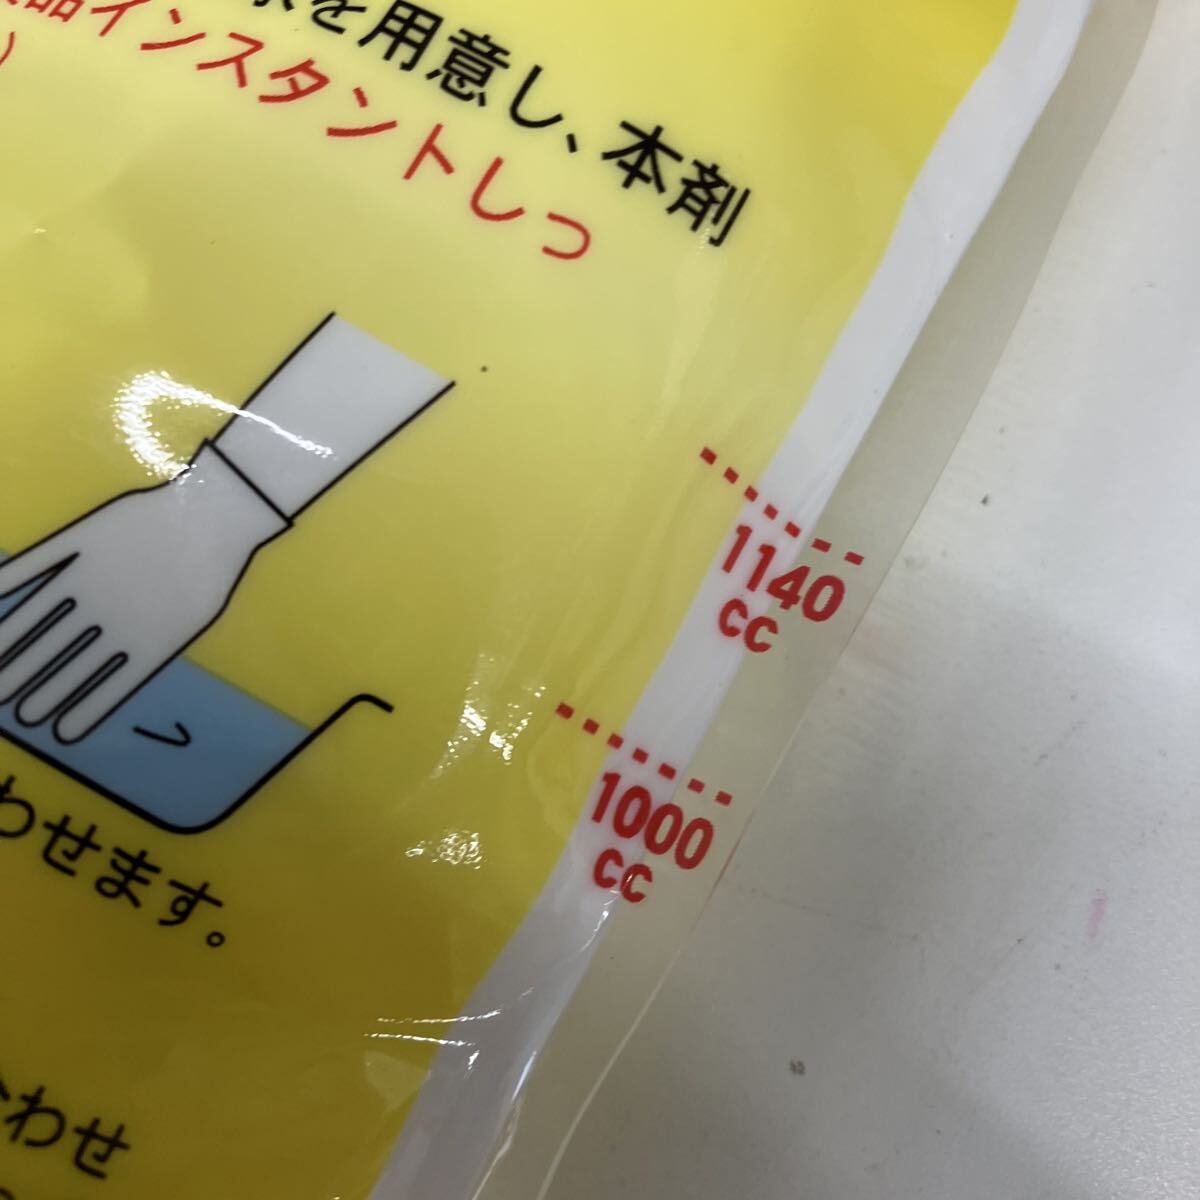 を用意し、本剤
品インスタントしっ
）
1140
cc
1000
cc
わせます。
わせ